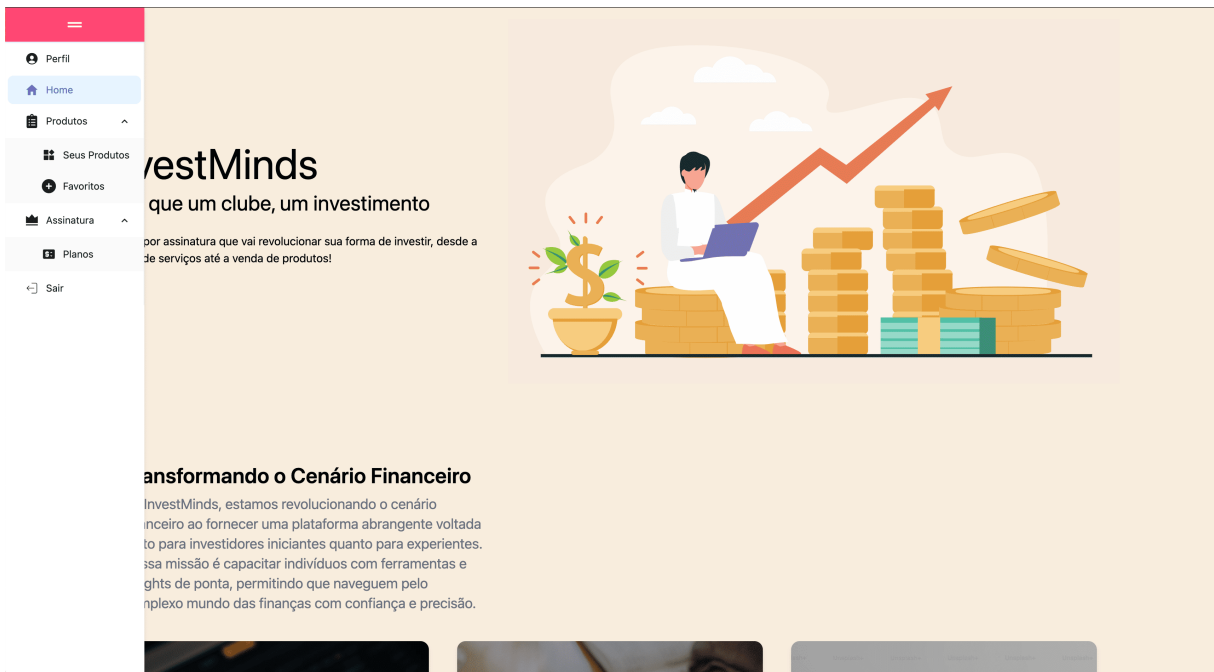 Perfil
Home
Produtos
Seus Produtos
Favoritos
Assinatura
Planos
Sair
vestMinds
que um clube, um investimento
por assinatura que vai revolucionar sua forma de investir, desde a
de serviços até a venda de produtos!
ansformando o Cenário Financeiro
InvestMinds, estamos revolucionando o cenário
nceiro ao fornecer uma plataforma abrangente voltada
to para investidores iniciantes quanto para experientes.
ssa missão é capacitar indivíduos com ferramentas e
ghts de ponta, permitindo que naveguem pelo
mplexo mundo das finanças com confiança e precisão.